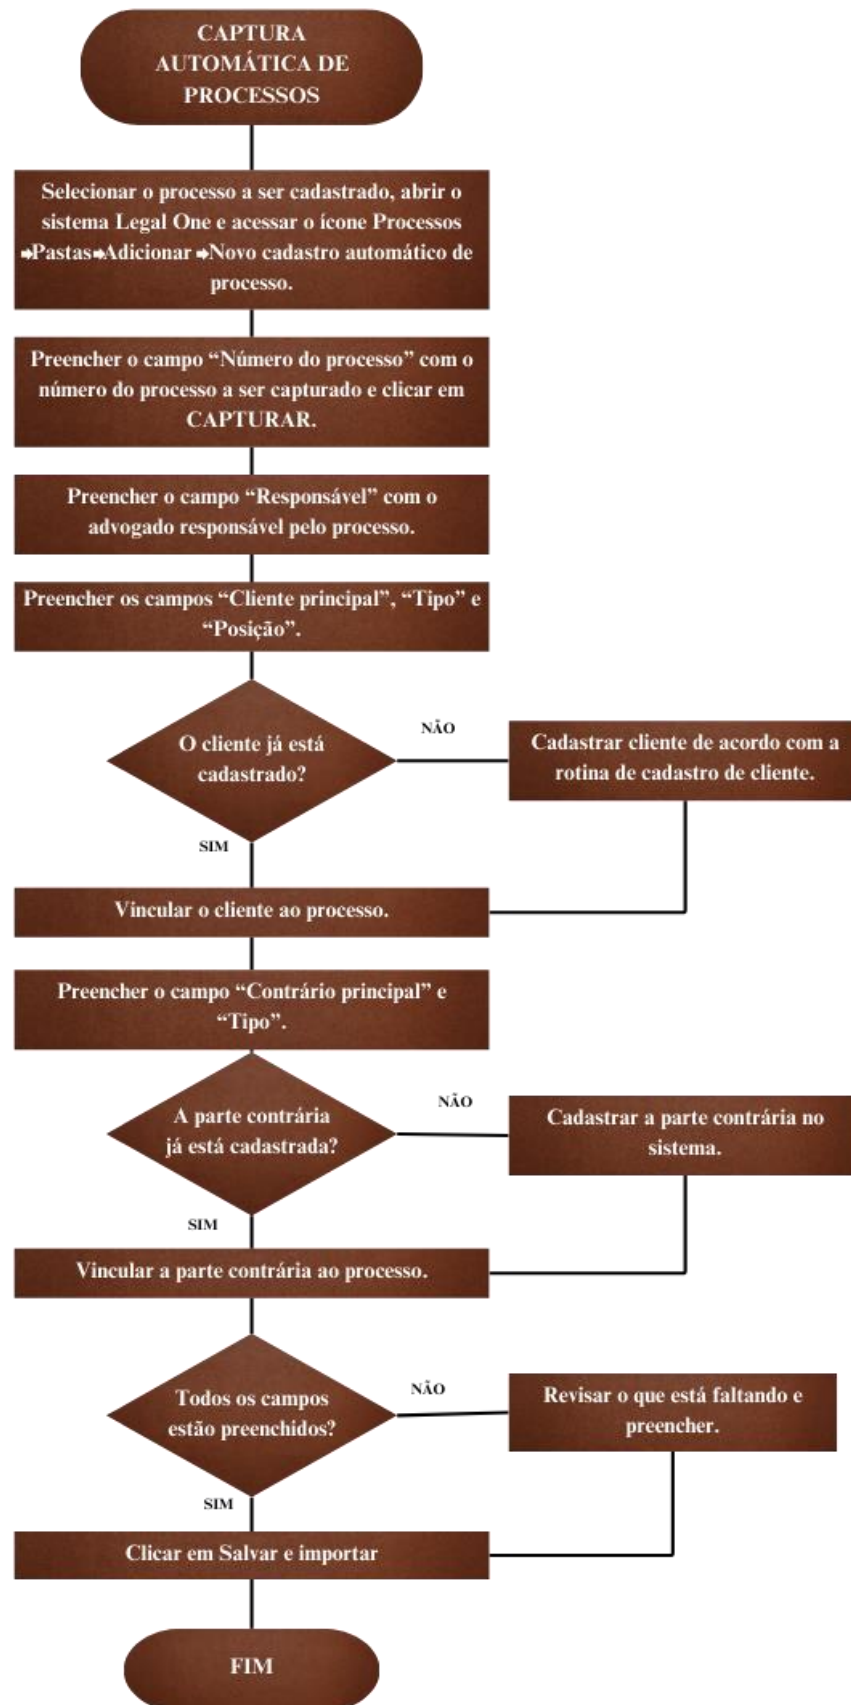 CAPTURA
AUTOMÁTICA DE
PROCESSOS
Selecionar o processo a ser cadastrado, abrir o
sistema Legal One e acessar o ícone Processos
➡Pastas➡Adicionar ➡Novo cadastro automático de
processo.
Preencher o campo “Número do processo” com o
número do processo a ser capturado e clicar em
CAPTURAR.
Preencher o campo “Responsável” com o
advogado responsável pelo processo.
Preencher os campos “Cliente principal”, “Tipo” e
“Posição”.
O cliente já está
cadastrado?
NÃO
Cadastrar cliente de acordo com a
rotina de cadastro de cliente.
SIM
Vincular o cliente ao processo.
Preencher o campo “Contrário principal” e
“Tipo”.
A parte contrária
já está cadastrada?
NÃO
Cadastrar a parte contrária no
sistema.
SIM
Vincular a parte contrária ao processo.
Todos os campos
estão preenchidos?
NÃO
Revisar o que está faltando e
preencher.
SIM
Clicar em Salvar e importar
FIM